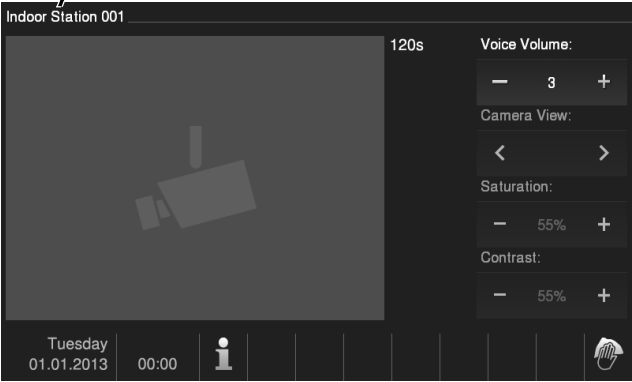 Indoor Station 001
120s
Voice Volume:
− 3 +
Camera View:
< >
Saturation:
− 55% +
Contrast:
− 55% +
Tuesday
01.01.2013
00:00
i